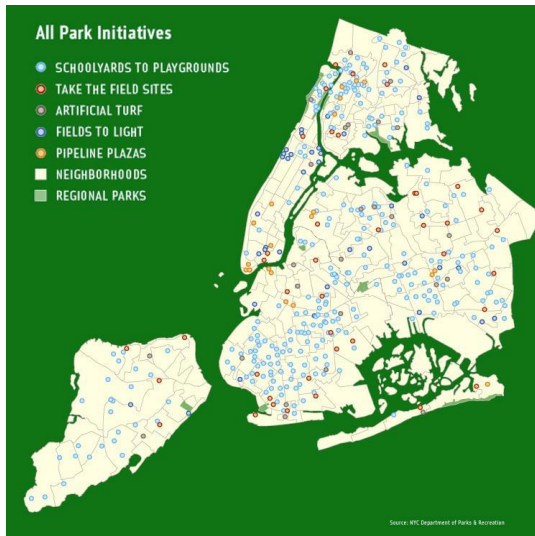 All Park Initiatives
SCHOOLYARDS TO PLAYGROUNDS
TAKE THE FIELD SITES
ARTIFICIAL TURF
FIELDS TO LIGHT
PIPELINE PLAZAS
NEIGHBORHOODS
REGIONAL PARKS
Source: NYC Department of Parks & Recreation